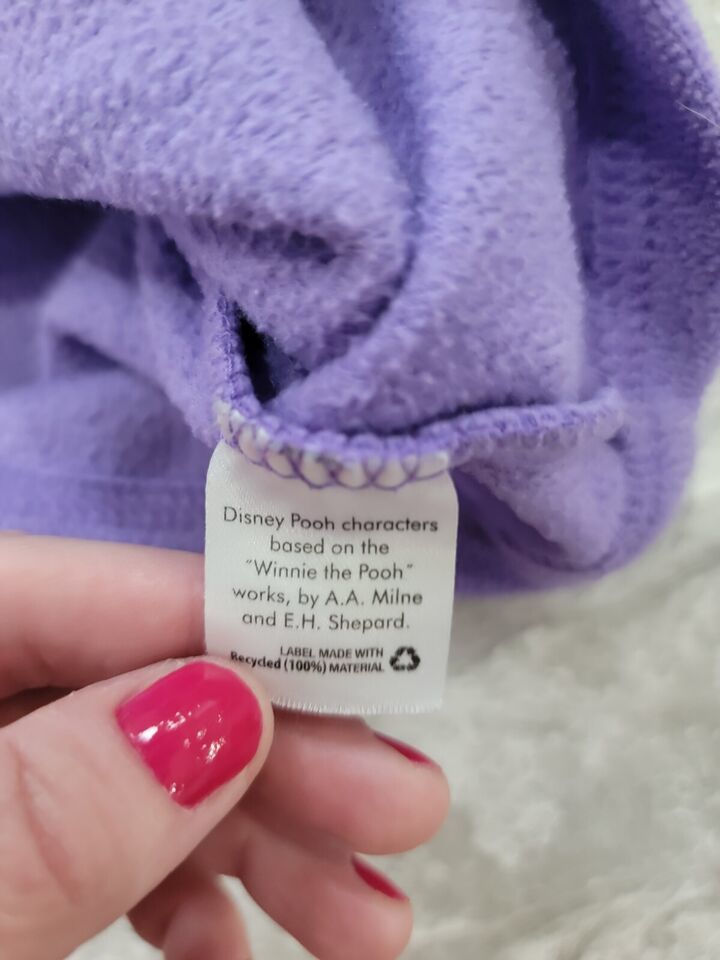 Disney Pooh characters
based on the
"Winnie the Pooh"
works, by A.A. Milne
and E.H. Shepard.
LABEL MADE WITH
Recycled (100%) MATERIAL